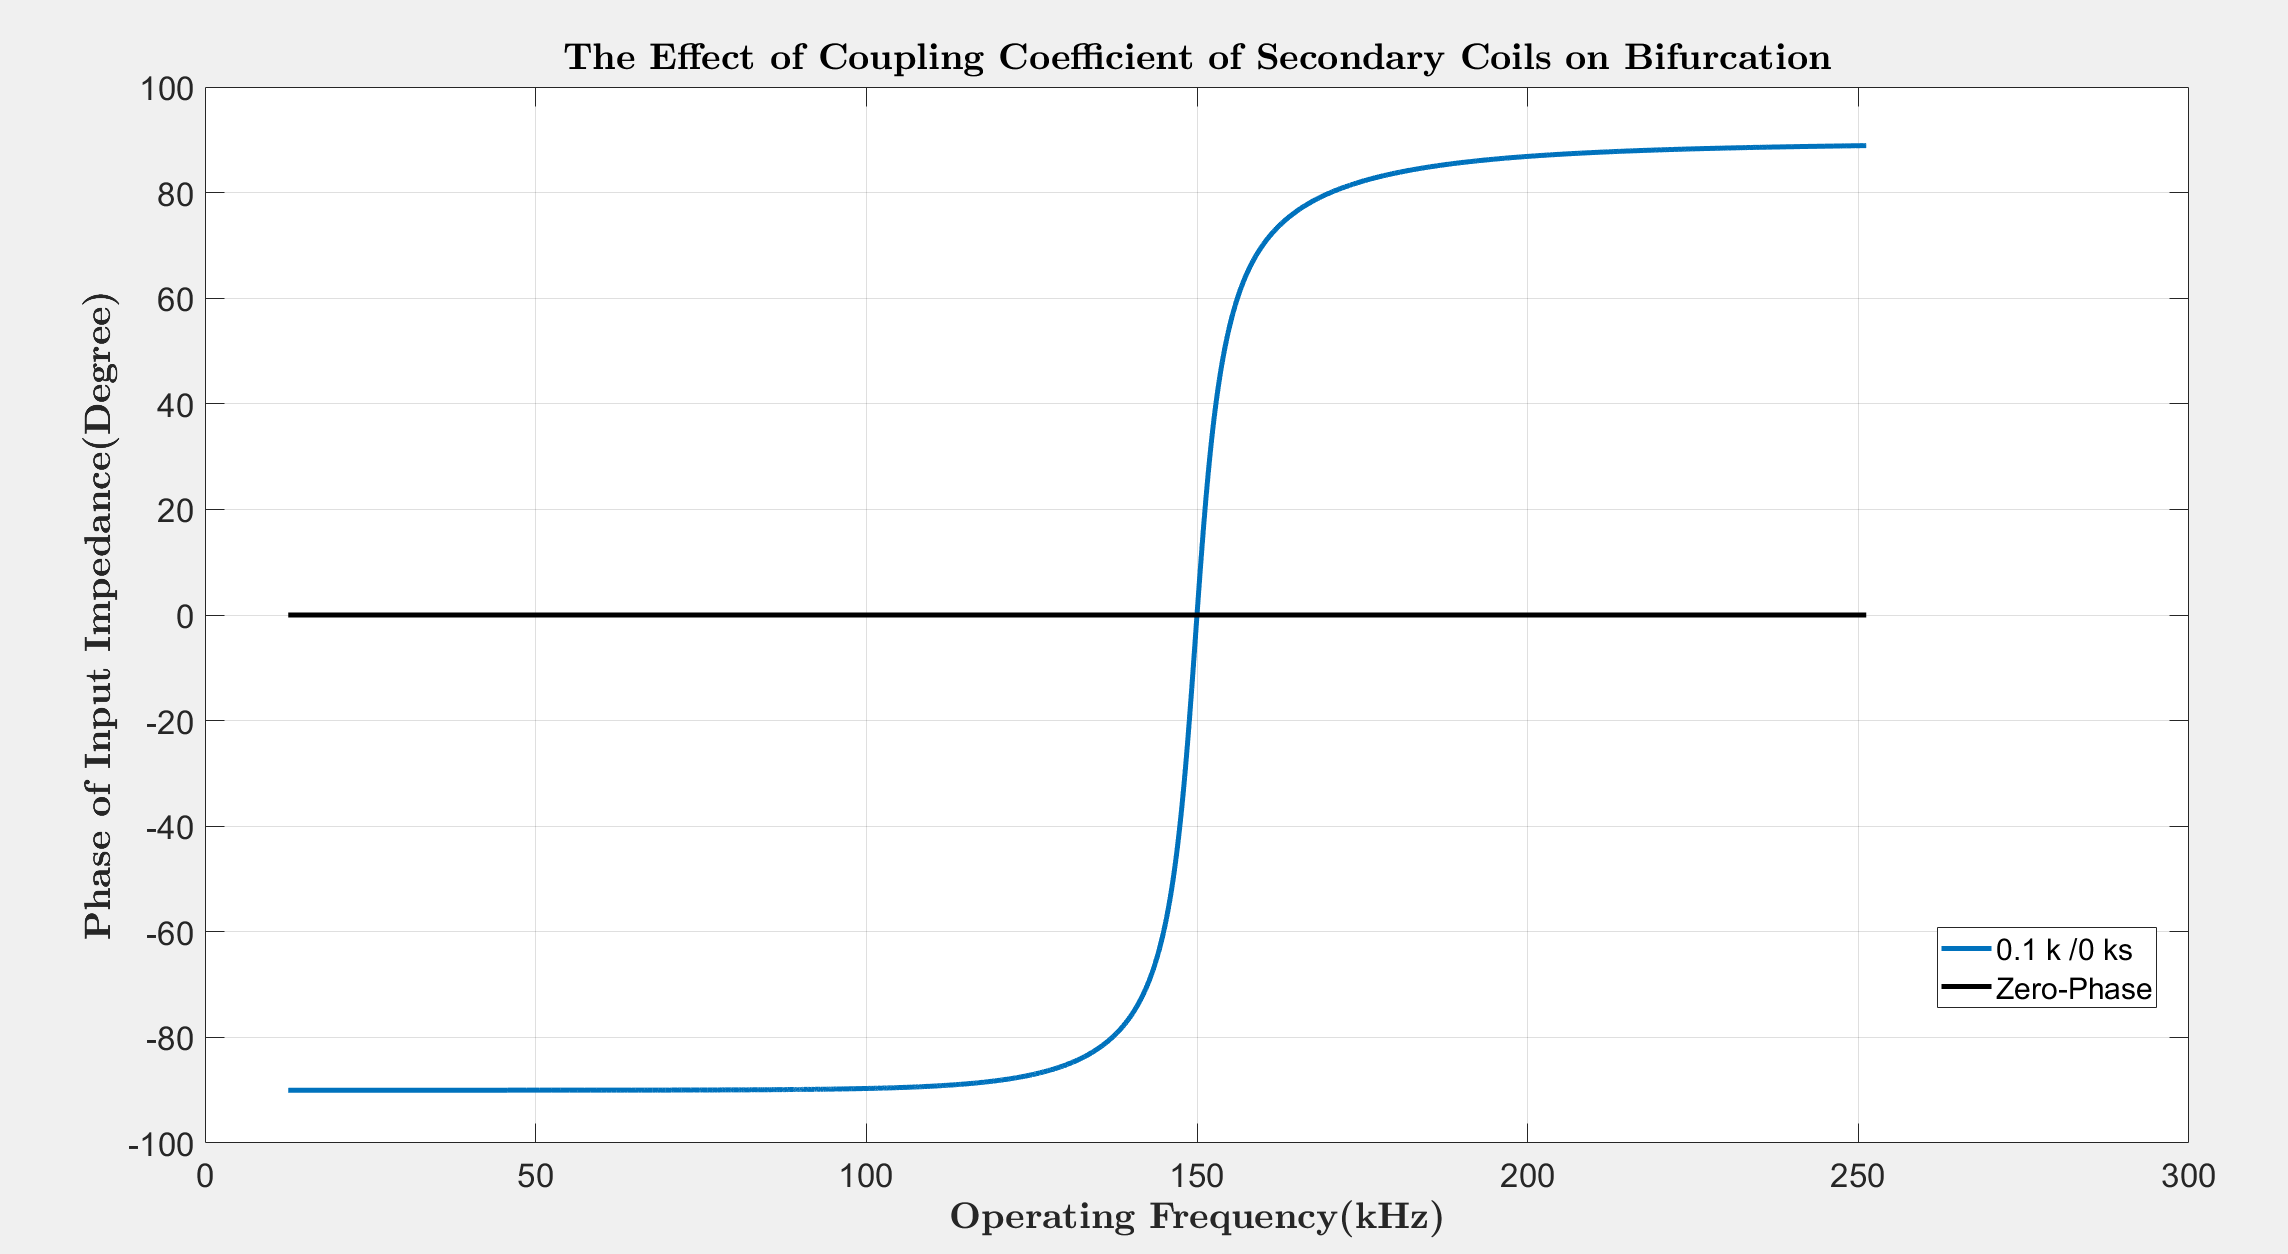 The Effect of Coupling Coefficient of Secondary Coils on Bifurcation
100
80
60
40
20
0
-20
-40
-60
-80
-100
Phase of Input Impedance(Degree)
0.1 k /0 ks
Zero-Phase
0 50 100 150 200 250 300
Operating Frequency(kHz)